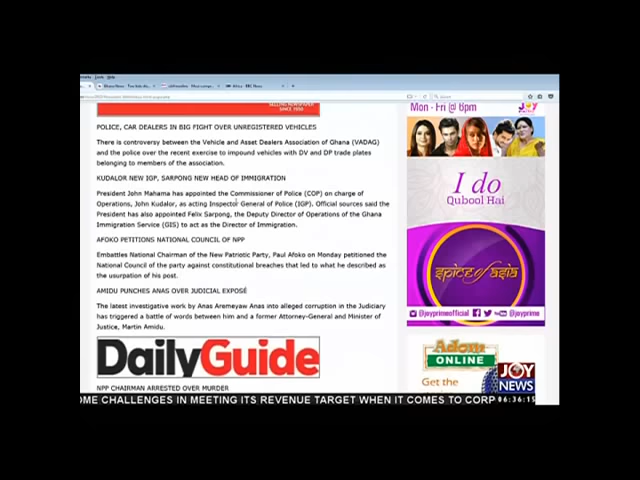 SELLING NEWSPAPER
SINCE 1950
POLICE, CAR DEALERS IN BIG FIGHT OVER UNREGISTERED VEHICLES
There is controversy between the Vehicle and Asset Dealers Association of Ghana (VADAG)
and the police over the recent exercise to impound vehicles with DV and DP trade plates
belonging to members of the association.
KUDALOR NEW IGP, SARPONG NEW HEAD OF IMMIGRATION
President John Mahama has appointed the Commissioner of Police (COP) on charge of
Operations, John Kudalor, as acting Inspector General of Police (IGP). Official sources said the
President has also appointed Felix Sarpong, the Deputy Director of Operations of the Ghana
Immigration Service (GIS) to act as the Director of Immigration.
AFOKO PETITIONS NATIONAL COUNCIL OF NPP
Embattles National Chairman of the New Patriotic Party, Paul Afoko on Monday petitioned the
National Council of the party against constitutional breaches that led to what he described as
the usurpation of his post.
AMIDU PUNCHES ANAS OVER JUDICIAL EXPOSÉ
The latest investigative work by Anas Aremeyaw Anas into alleged corruption in the Judiciary
has triggered a battle of words between him and a former Attorney-General and Minister of
Justice, Martin Amidu.
DailyGuide
NPP CHAIRMAN ARRESTED OVER MURDER
Mon - Fri @ 6pm
JOY
I do
Qubool Hai
spice of asia
@joyprimeofficial
@joyprime
Adom
ONLINE
Get the
JOY
NEWS
OME CHALLENGES IN MEETING ITS REVENUE TARGET WHEN IT COMES TO CORP
06:36:15